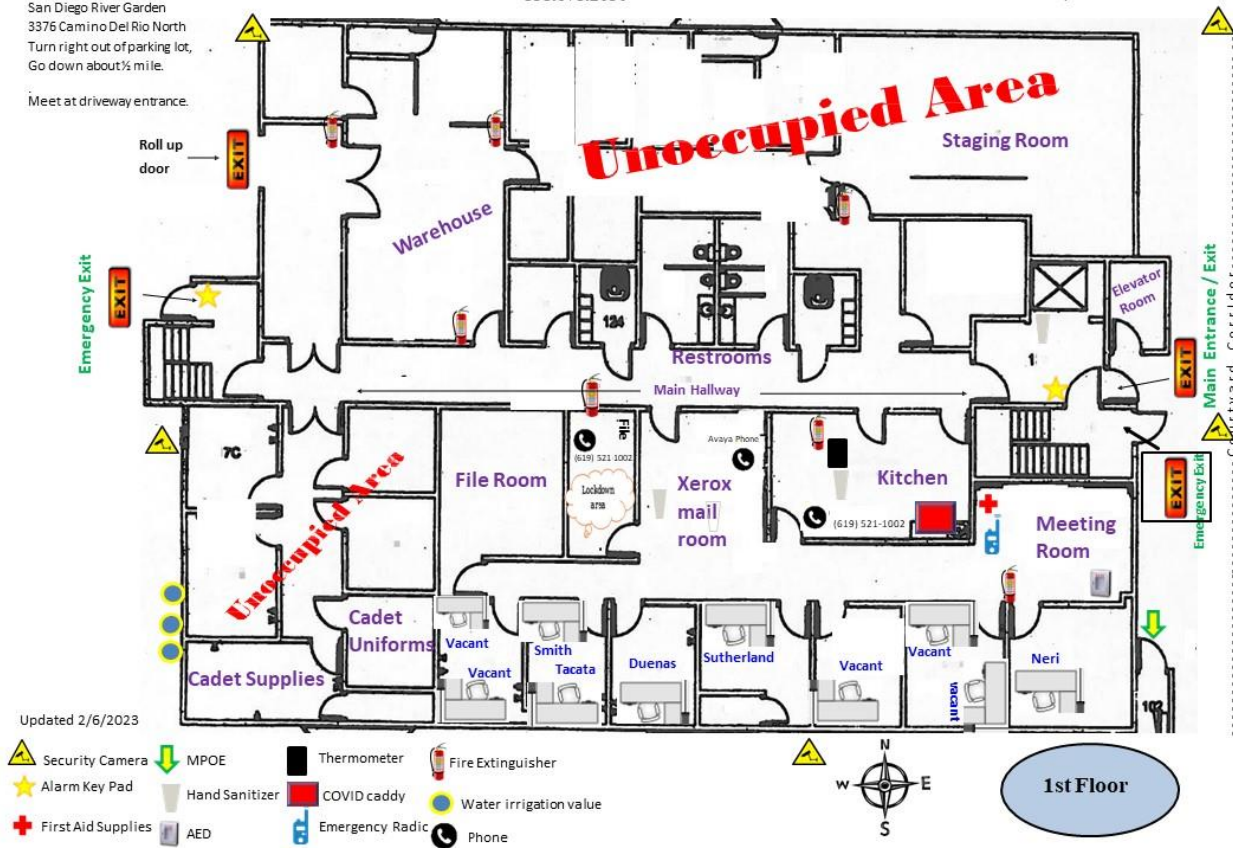 San Diego River Garden
3376 Camino Del Rio North
Turn right out of parking lot,
Go down about ½ mile.
.
Meet at driveway entrance.
Roll up
door
EXIT
Unoccupied Area
Staging Room
Warehouse
Emergency Exit
EXIT
Elevator
Room
124
1
Restrooms
Main Hallway
EXIT
Main Entrance / Exit
Courtyard Corridor
7C
Unoccupied Area
File Room
File
(619) 521-1002
Lockdown
area
Avaya Phone
Xerox
mail
room
Kitchen
(619) 521-1002
Meeting
Room
EXIT
Emergency Exit
Cadet
Uniforms
Cadet Supplies
Vacant
Vacant
Smith
Tacata
Duenas
Sutherland
Vacant
Vacant
vacant
Neri
102
Updated 2/6/2023
Security Camera
MPOE
Thermometer
Fire Extinguisher
Alarm Key Pad
Hand Sanitizer
COVID caddy
Water irrigation value
First Aid Supplies
AED
Emergency Radic
Phone
N
W
E
S
1st Floor